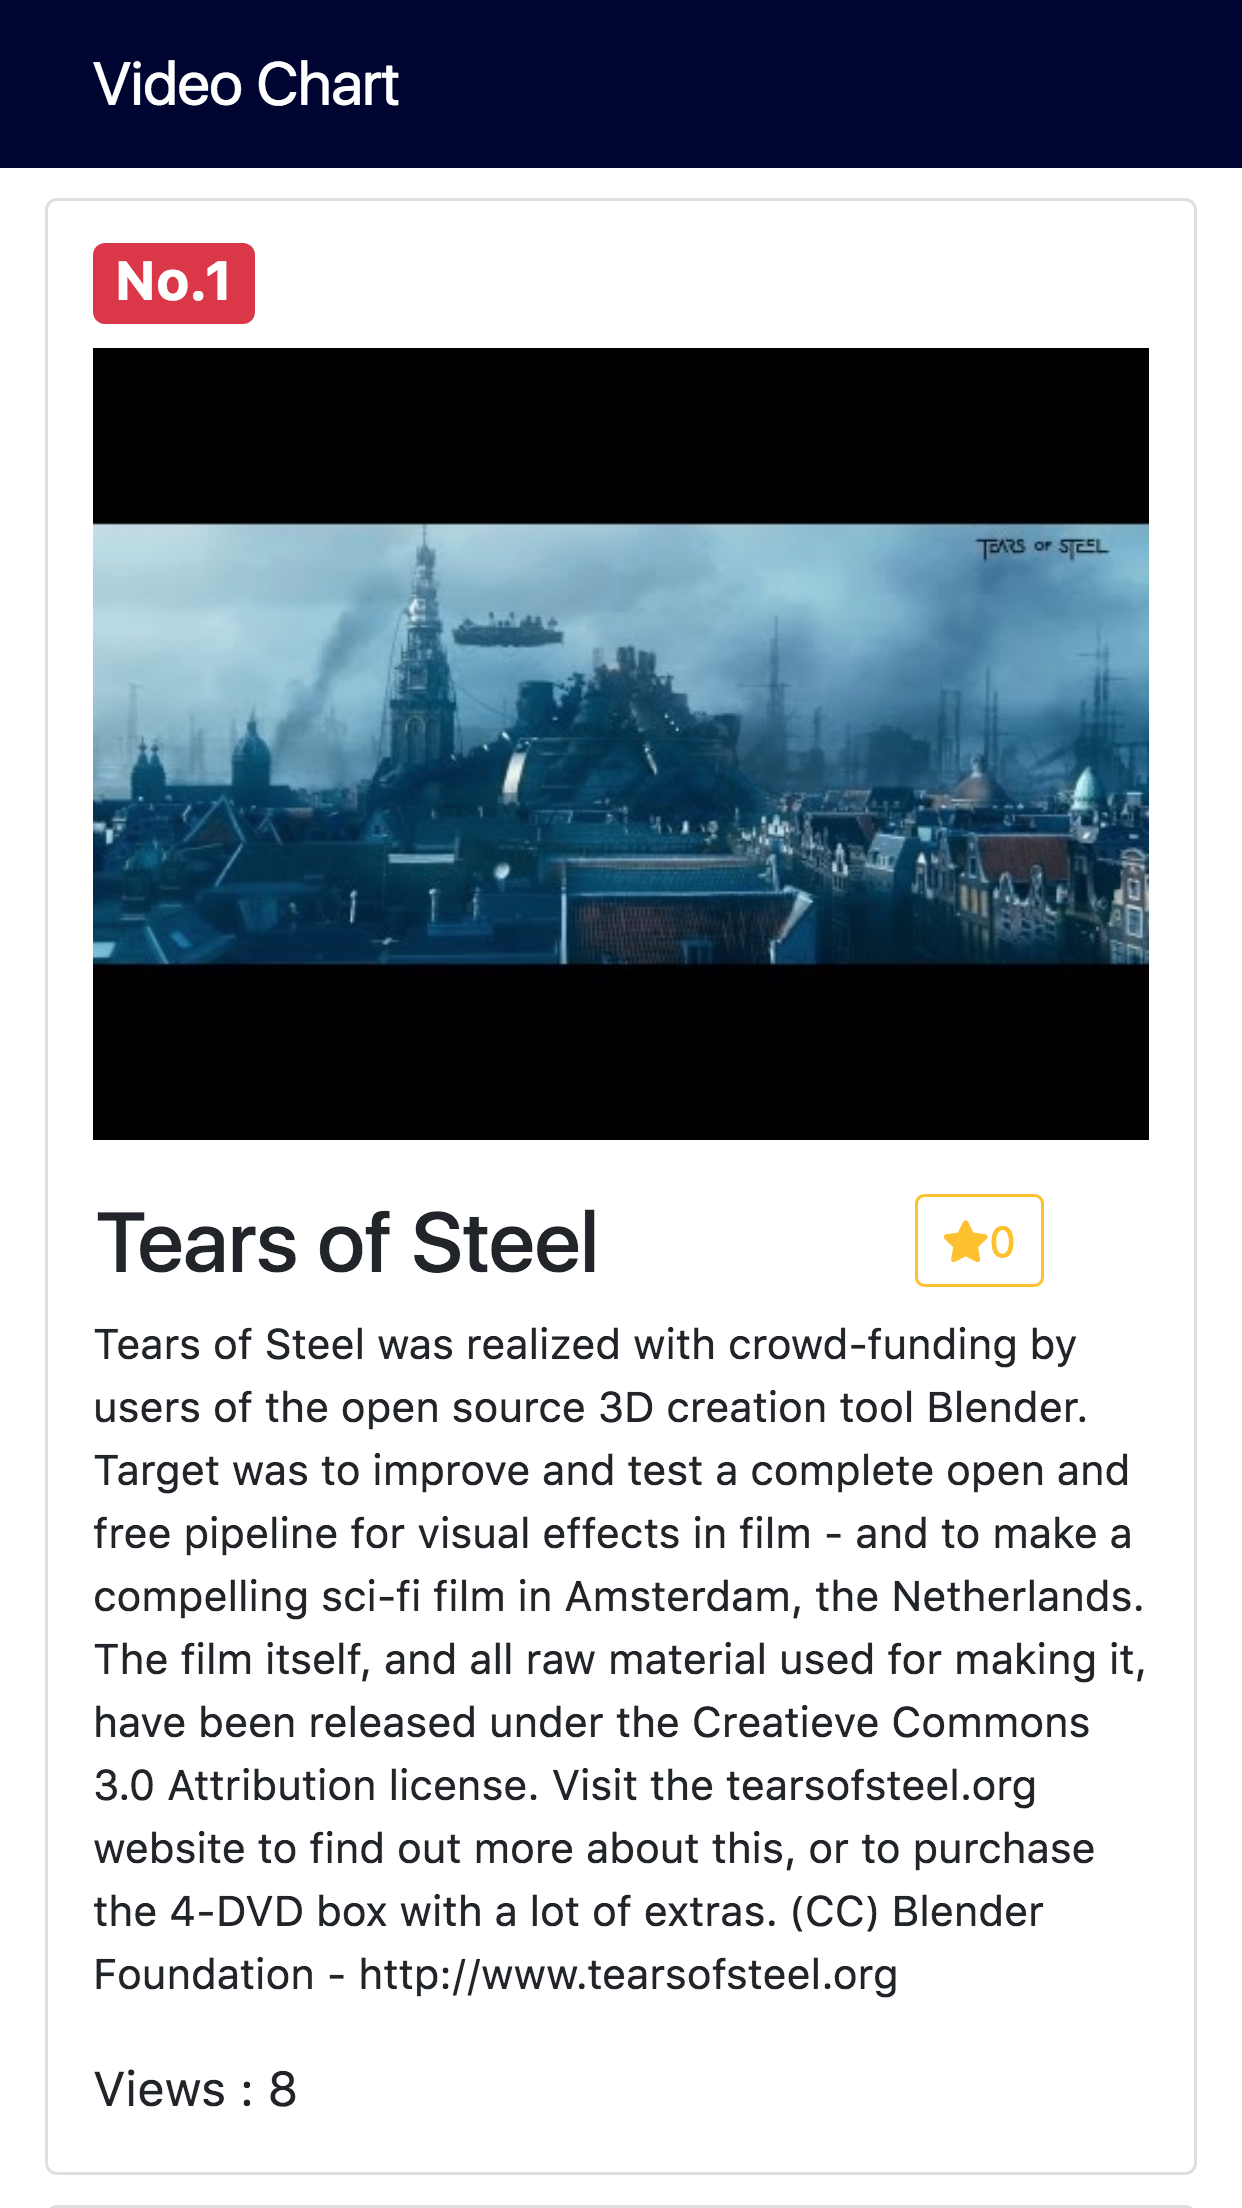 Video Chart
No.1
TEARS OF STEEL
Tears of Steel
0
Tears of Steel was realized with crowd-funding by
users of the open source 3D creation tool Blender.
Target was to improve and test a complete open and
free pipeline for visual effects in film - and to make a
compelling sci-fi film in Amsterdam, the Netherlands.
The film itself, and all raw material used for making it,
have been released under the Creatieve Commons
3.0 Attribution license. Visit the tearsofsteel.org
website to find out more about this, or to purchase
the 4-DVD box with a lot of extras. (CC) Blender
Foundation - http://www.tearsofsteel.org
Views : 8